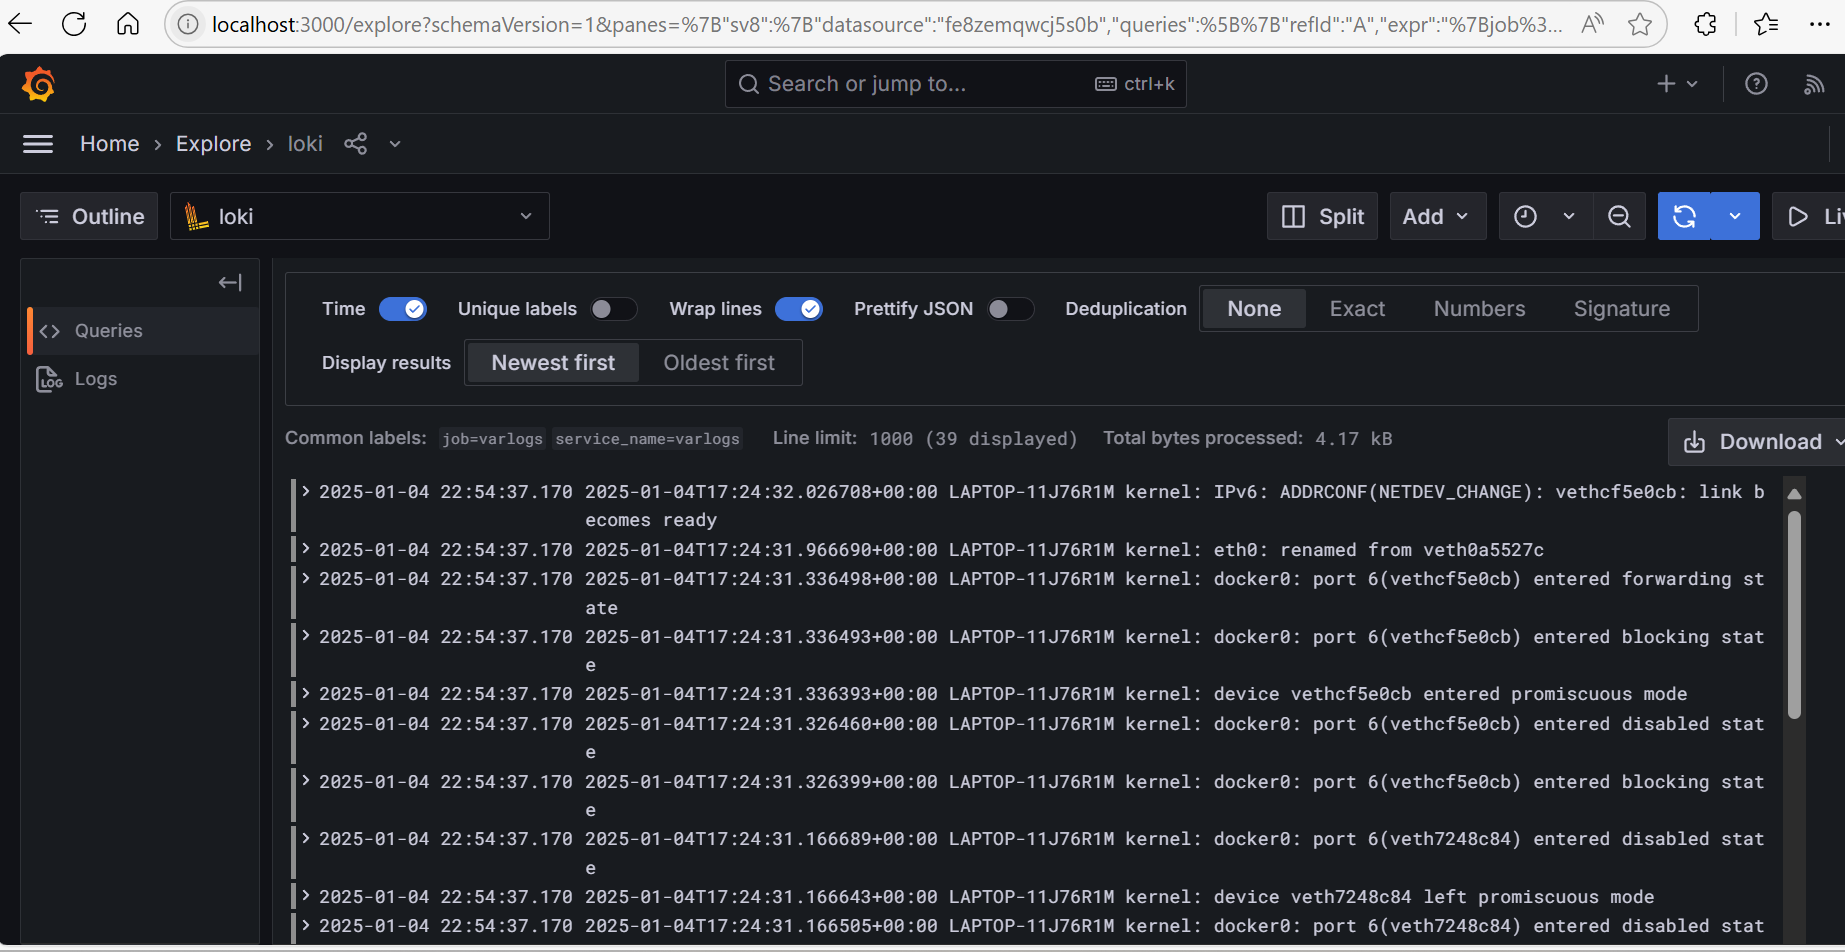 localhost:3000/explore?schemaVersion=1&panes=%7B"sv8":%7B"datasource":"fe8zemqwcj5s0b","queries":%5B%7B"refId":"A","expr":"%7Bjob%3...
Search or jump to...
ctrl+k
Home › Explore › loki
Outline
loki
Split
Add
Li
Queries
Logs
Time
Unique labels
Wrap lines
Prettify JSON
Deduplication
None
Exact
Numbers
Signature
Display results
Newest first
Oldest first
Common labels: job=varlogs service_name=varlogs Line limit: 1000 (39 displayed) Total bytes processed: 4.17 kB
Download
2025-01-04 22:54:37.170 2025-01-04T17:24:32.026708+00:00 LAPTOP-11J76R1M kernel: IPv6: ADDRCONF(NETDEV_CHANGE): vethcf5e0cb: link b
ecomes ready
2025-01-04 22:54:37.170 2025-01-04T17:24:31.966690+00:00 LAPTOP-11J76R1M kernel: eth0: renamed from veth0a5527c
2025-01-04 22:54:37.170 2025-01-04T17:24:31.336498+00:00 LAPTOP-11J76R1M kernel: docker0: port 6(vethcf5e0cb) entered forwarding st
ate
2025-01-04 22:54:37.170 2025-01-04T17:24:31.336493+00:00 LAPTOP-11J76R1M kernel: docker0: port 6(vethcf5e0cb) entered blocking stat
e
2025-01-04 22:54:37.170 2025-01-04T17:24:31.336393+00:00 LAPTOP-11J76R1M kernel: device vethcf5e0cb entered promiscuous mode
2025-01-04 22:54:37.170 2025-01-04T17:24:31.326460+00:00 LAPTOP-11J76R1M kernel: docker0: port 6(vethcf5e0cb) entered disabled stat
e
2025-01-04 22:54:37.170 2025-01-04T17:24:31.326399+00:00 LAPTOP-11J76R1M kernel: docker0: port 6(vethcf5e0cb) entered blocking stat
e
2025-01-04 22:54:37.170 2025-01-04T17:24:31.166689+00:00 LAPTOP-11J76R1M kernel: docker0: port 6(veth7248c84) entered disabled stat
e
2025-01-04 22:54:37.170 2025-01-04T17:24:31.166643+00:00 LAPTOP-11J76R1M kernel: device veth7248c84 left promiscuous mode
2025-01-04 22:54:37.170 2025-01-04T17:24:31.166505+00:00 LAPTOP-11J76R1M kernel: docker0: port 6(veth7248c84) entered disabled stat